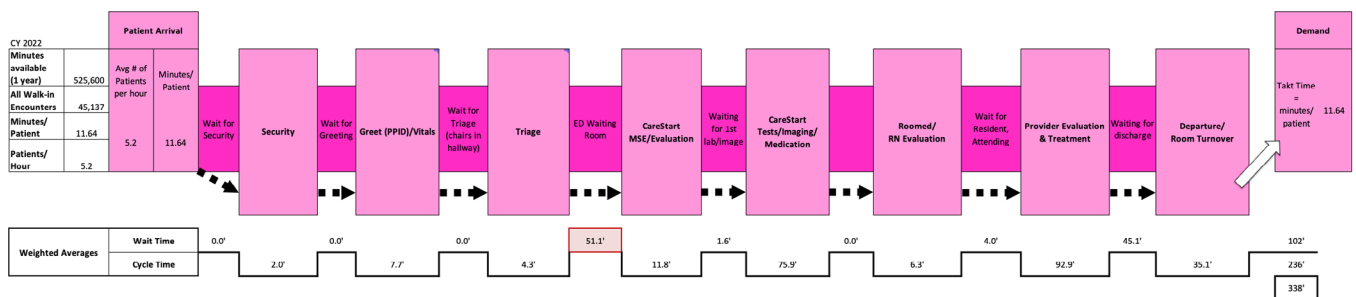 CY 2022
Minutes
available
(1 year)
525,600
All Walk-in
Encounters
45,137
Minutes/
Patient
11.64
Patients/
Hour
5.2
Patient Arrival
Avg # of
Patients
per hour
5.2
Minutes/
Patient
11.64
Wait for
Security
Security
Wait for
Greeting
Greet (PPID)/Vitals
Wait for
Triage
(chairs in
hallway)
Triage
ED Waiting
Room
CareStart
MSE/Evaluation
Waiting
for 1st
lab/image
CareStart
Tests/Imaging/
Medication
Roomed/
RN Evaluation
Wait for
Resident,
Attending
Provider Evaluation
& Treatment
Waiting for
discharge
Departure/
Room Turnover
Demand
Takt Time
=
minutes/
patient
11.64
Weighted Averages
Wait Time
0.0'
0.0'
0.0'
51.1'
1.6'
0.0'
4.0'
45.1'
102'
Cycle Time
2.0'
7.7'
4.3'
11.8'
75.9'
6.3'
92.9'
35.1'
236'
338'